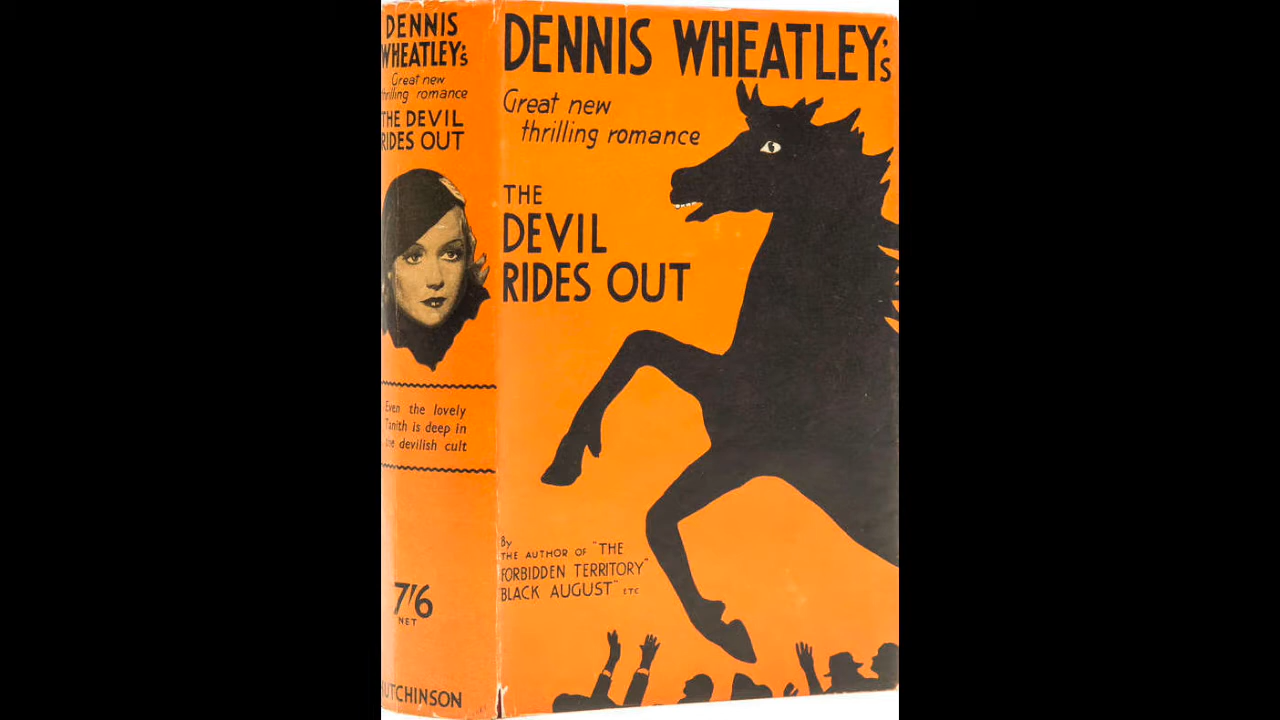 DENNIS
WHEATLEY's
Great new
thrilling romance
THE DEVIL
RIDES OUT
Even the lovely
Tanith is deep in
the devilish cult
7'6
NET
HUTCHINSON
DENNIS WHEATLEY's
Great new
thrilling romance
THE
DEVIL
RIDES OUT
By
THE AUTHOR OF "THE
FORBIDDEN TERRITORY"
"BLACK AUGUST" ETC